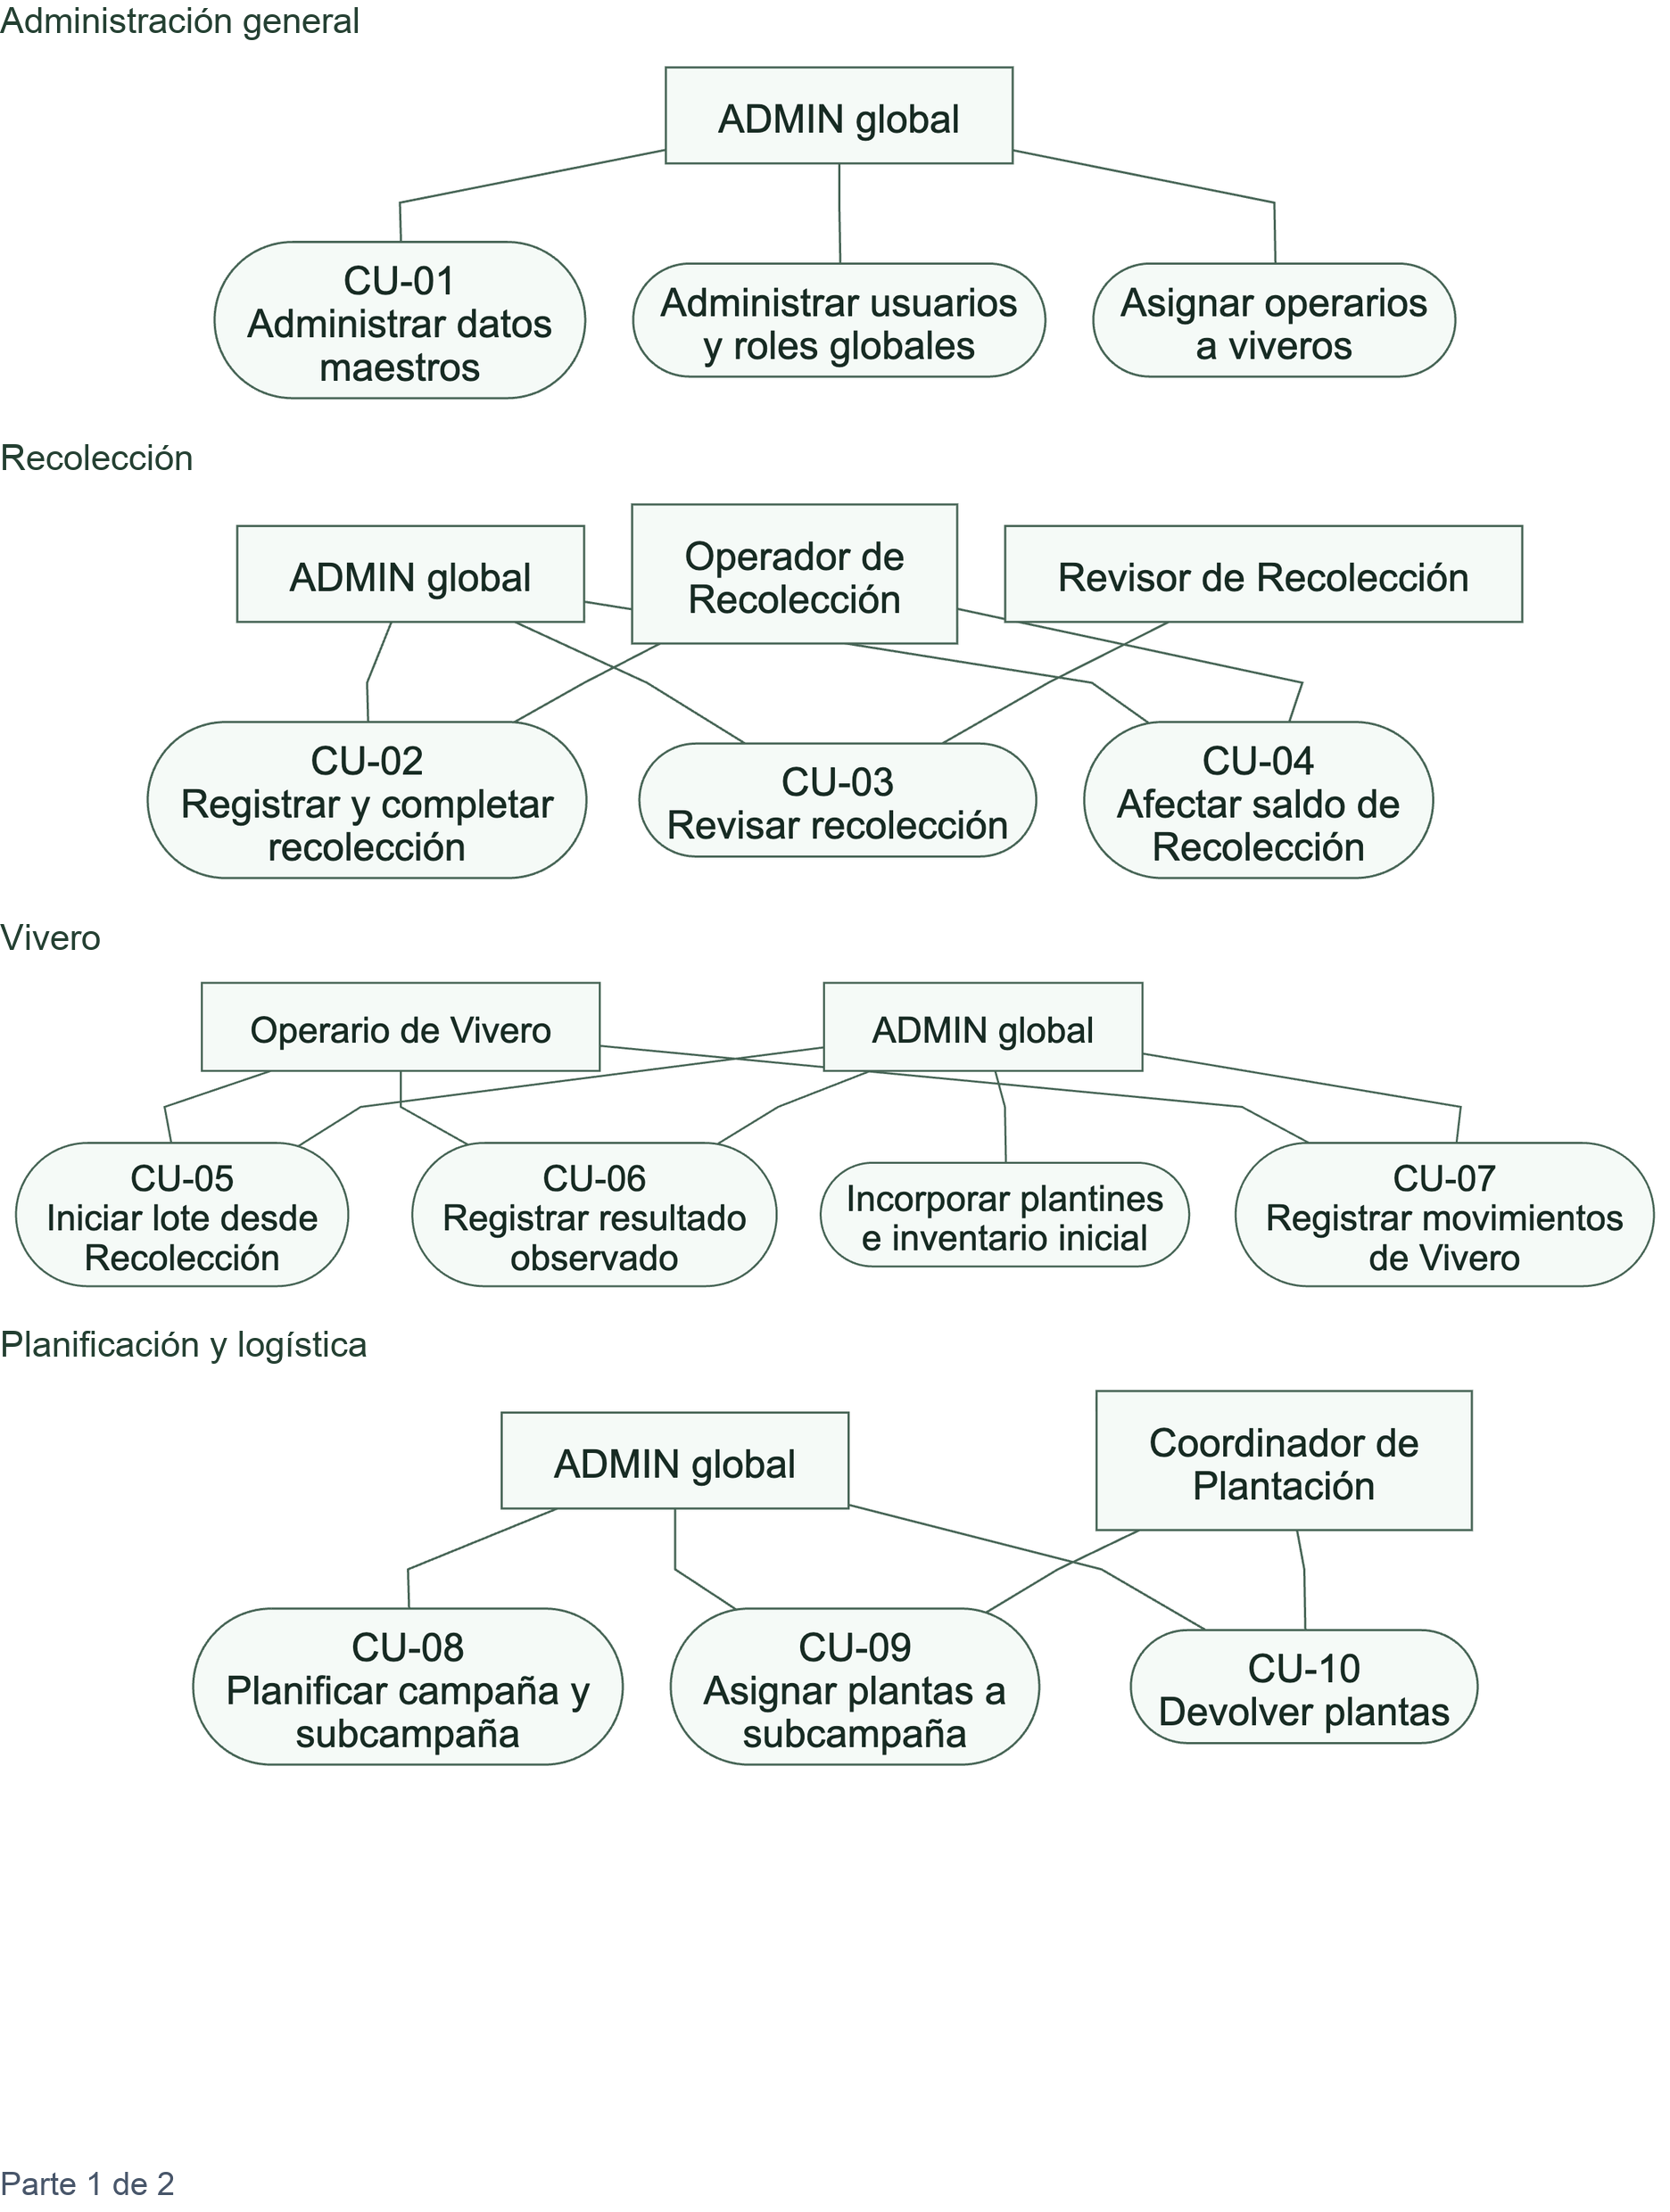 Administración general
ADMIN global
CU-01
Administrar datos
maestros
Administrar usuarios
y roles globales
Asignar operarios
a viveros
Recolección
ADMIN global
Operador de
Recolección
Revisor de Recolección
CU-02
Registrar y completar
recolección
CU-03
Revisar recolección
CU-04
Afectar saldo de
Recolección
Vivero
Operario de Vivero
ADMIN global
CU-05
Iniciar lote desde
Recolección
CU-06
Registrar resultado
observado
Incorporar plantines
e inventario inicial
CU-07
Registrar movimientos
de Vivero
Planificación y logística
ADMIN global
Coordinador de
Plantación
CU-08
Planificar campaña y
subcampaña
CU-09
Asignar plantas a
subcampaña
CU-10
Devolver plantas
Parte 1 de 2